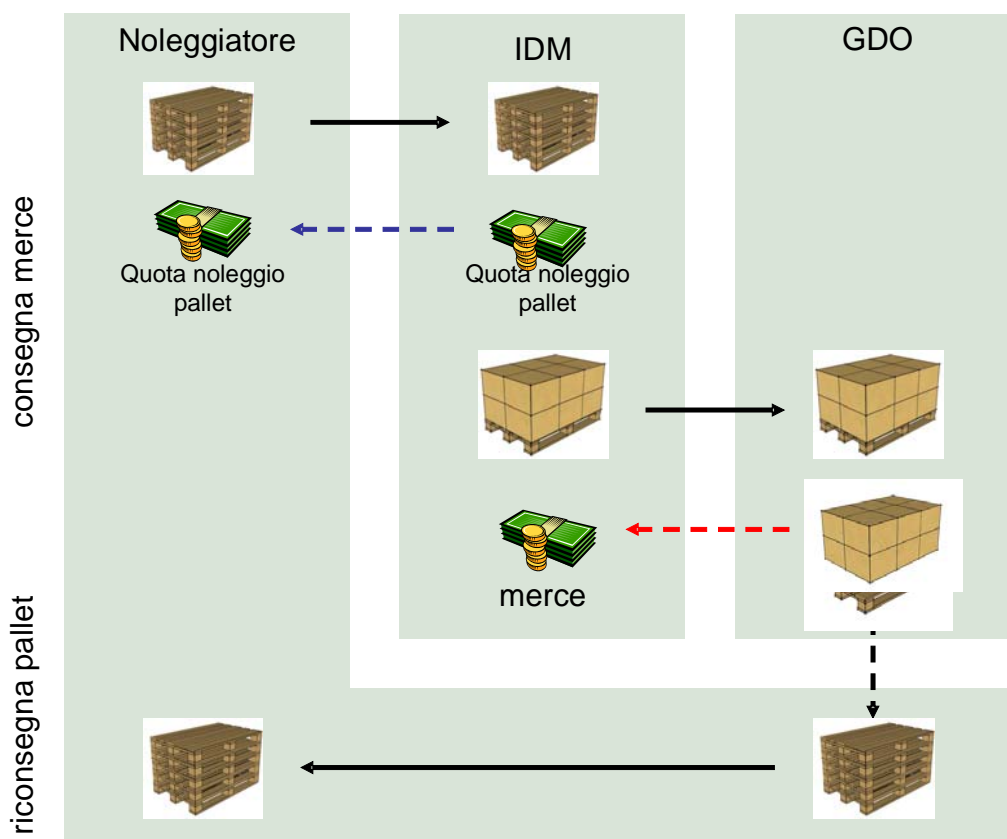 Noleggiatore
IDM
GDO
consegna merce
Quota noleggio
pallet
Quota noleggio
pallet
merce
riconsegna pallet